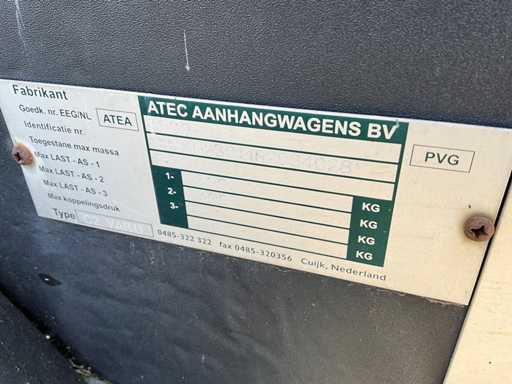 Fabrikant
ATEC AANHANGWAGENS BV
Goedk. nr. EEG/NL ATEA
Identificatie nr.
Toegestane max massa PVG
Max LAST - AS - 1 1- KG
Max LAST - AS - 2 2- KG
Max LAST - AS - 3 3- KG
Max koppelingsdruk KG
Type
0485-322 322 fax 0485-320356 Cuijk, Nederland